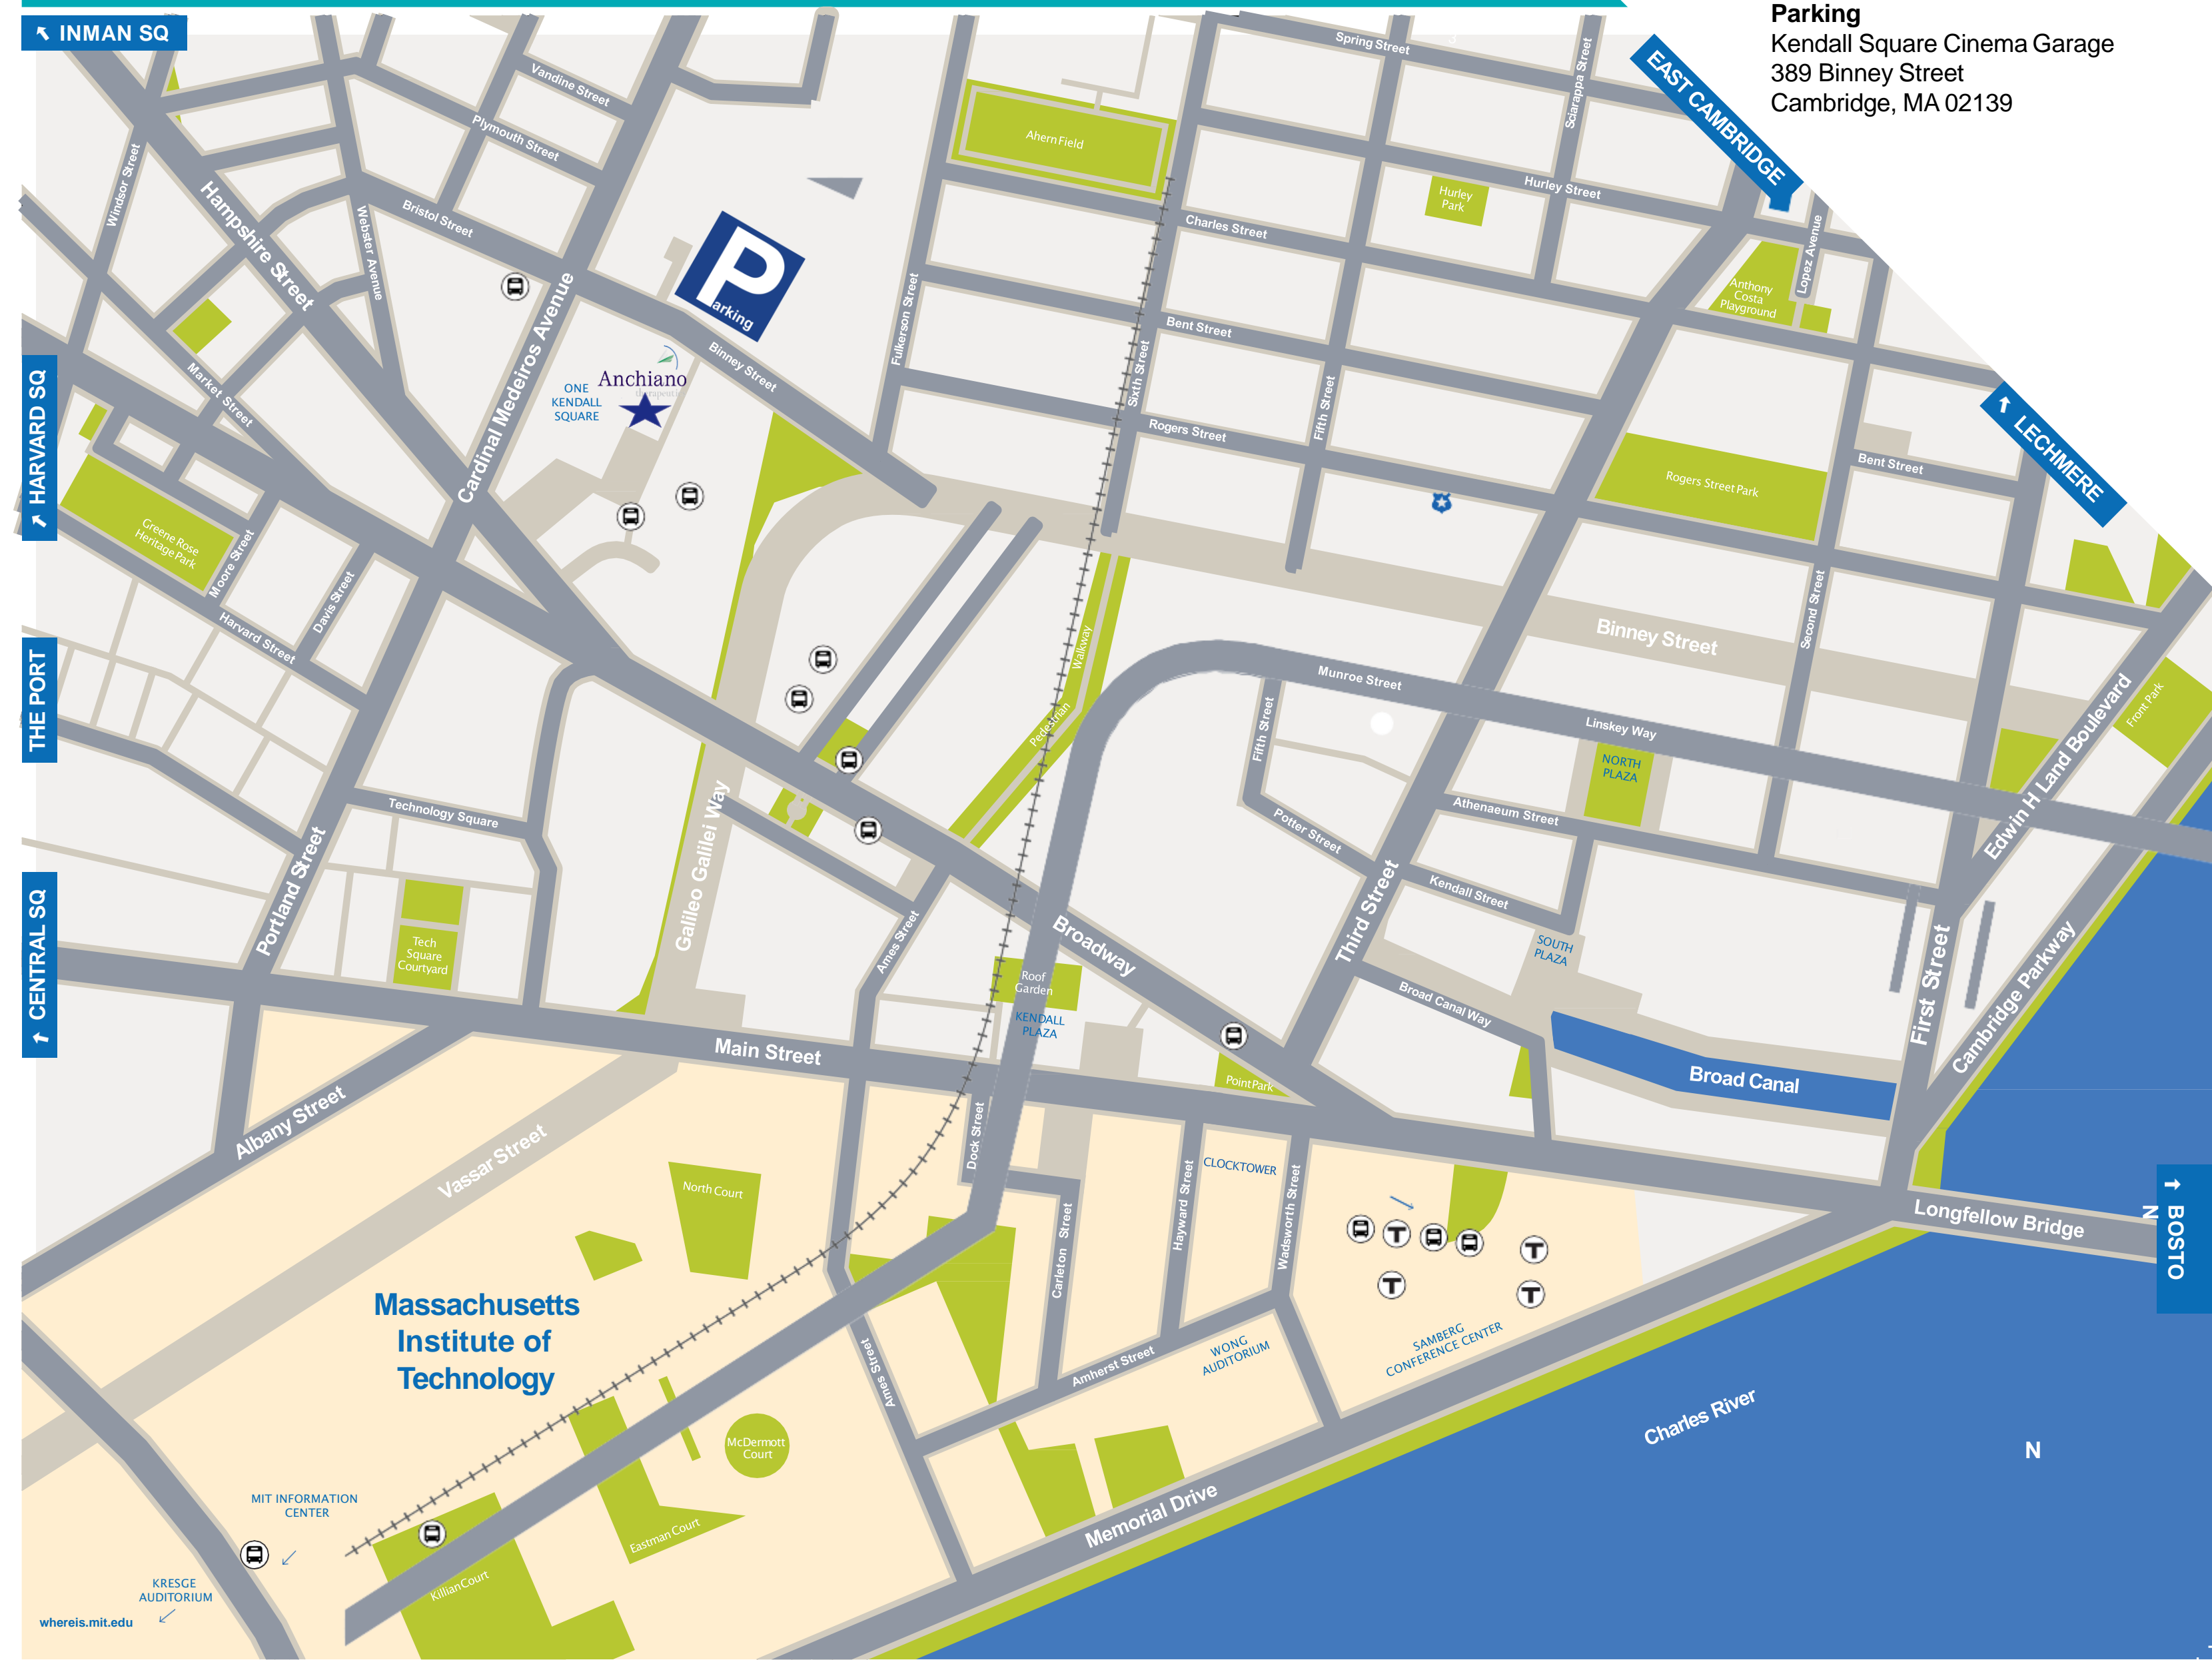 Parking
Kendall Square Cinema Garage
389 Binney Street
Cambridge, MA 02139
INMAN SQ
EAST CAMBRIDGE
LECHMERE
HARVARD SQ
THE PORT
CENTRAL SQ
BOSTO
N
Spring Street
Sciarappa Street
Vandine Street
Plymouth Street
Ahern Field
Windsor Street
Hampshire Street
Webster Avenue
Bristol Street
Hurley Park
Hurley Street
Charles Street
Lopez Avenue
Anthony
Costa
Playground
P
arking
Cardinal Medeiros Avenue
Fulkerson Street
Binney Street
Bent Street
Sixth Street
Fifth Street
Market Street
ONE
KENDALL
SQUARE
Anchiano
therapeuti
Rogers Street
Rogers Street Park
Bent Street
Greene Rose
Heritage Park
Moore Street
Davis Street
Harvard Street
Second Street
Binney Street
Walkway
Pedestrian
Munroe Street
Linskey Way
Fifth Street
NORTH
PLAZA
Front Park
Edwin H Land Boulevard
Technology Square
Galileo Galilei Way
Athenaeum Street
Potter Street
Portland Street
Kendall Street
Third Street
Tech
Square
Courtyard
Ames Street
Broadway
SOUTH
PLAZA
Roof
Garden
KENDALL
PLAZA
Broad Canal Way
First Street
Cambridge Parkway
Main Street
Point Park
Broad Canal
Albany Street
Vassar Street
Dock Street
North Court
CLOCKTOWER
Carleton Street
Hayward Street
Wadsworth Street
T
T
T
T
Longfellow Bridge
Massachusetts
Institute of
Technology
Ames Street
Amherst Street
WONG
AUDITORIUM
SAMBERG
CONFERENCE CENTER
Charles River
N
McDermott
Court
Eastman Court
Killian Court
Memorial Drive
MIT INFORMATION
CENTER
KRESGE
AUDITORIUM
whereis.mit.edu